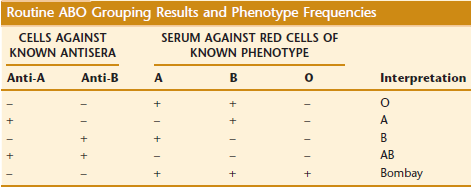 Routine ABO Grouping Results and Phenotype Frequencies
CELLS AGAINST SERUM AGAINST RED CELLS OF
KNOWN ANTISERA KNOWN PHENOTYPE
Anti-A Anti-B A B O Interpretation
– – + + – O
+ – – + – A
– + + – – B
+ + – – – AB
– – + + + Bombay